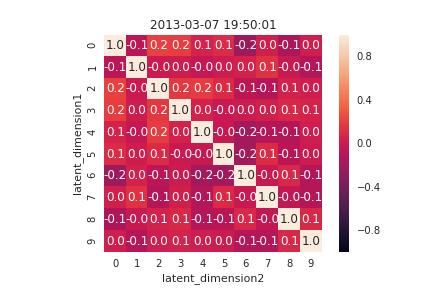 2013-03-07 19:50:01
0 1.0 -0.1 0.2 0.2 0.1 0.1 -0.2 0.0 -0.1 0.0
1 -0.1 1.0 -0.0 0.0 -0.0 0.0 0.0 0.1 -0.0 -0.1
2 0.2 -0.0 1.0 0.2 0.2 0.1 -0.1 -0.1 0.1 0.0
3 0.2 0.0 0.2 1.0 0.0 -0.0 0.0 0.0 0.1 0.1
4 0.1 -0.0 0.2 0.0 1.0 -0.0 -0.2 -0.1 -0.1 0.0
5 0.1 0.0 0.1 -0.0 -0.0 1.0 -0.2 0.1 -0.1 0.0
6 -0.2 0.0 -0.1 0.0 -0.2 -0.2 1.0 -0.0 0.1 -0.1
7 0.0 0.1 -0.1 0.0 -0.1 0.1 -0.0 1.0 -0.0 -0.1
8 -0.1 -0.0 0.1 0.1 -0.1 -0.1 0.1 -0.0 1.0 0.1
9 0.0 -0.1 0.0 0.1 0.0 0.0 -0.1 -0.1 0.1 1.0
0 1 2 3 4 5 6 7 8 9
latent_dimension2
latent_dimension1
0.8
0.4
0.0
-0.4
-0.8